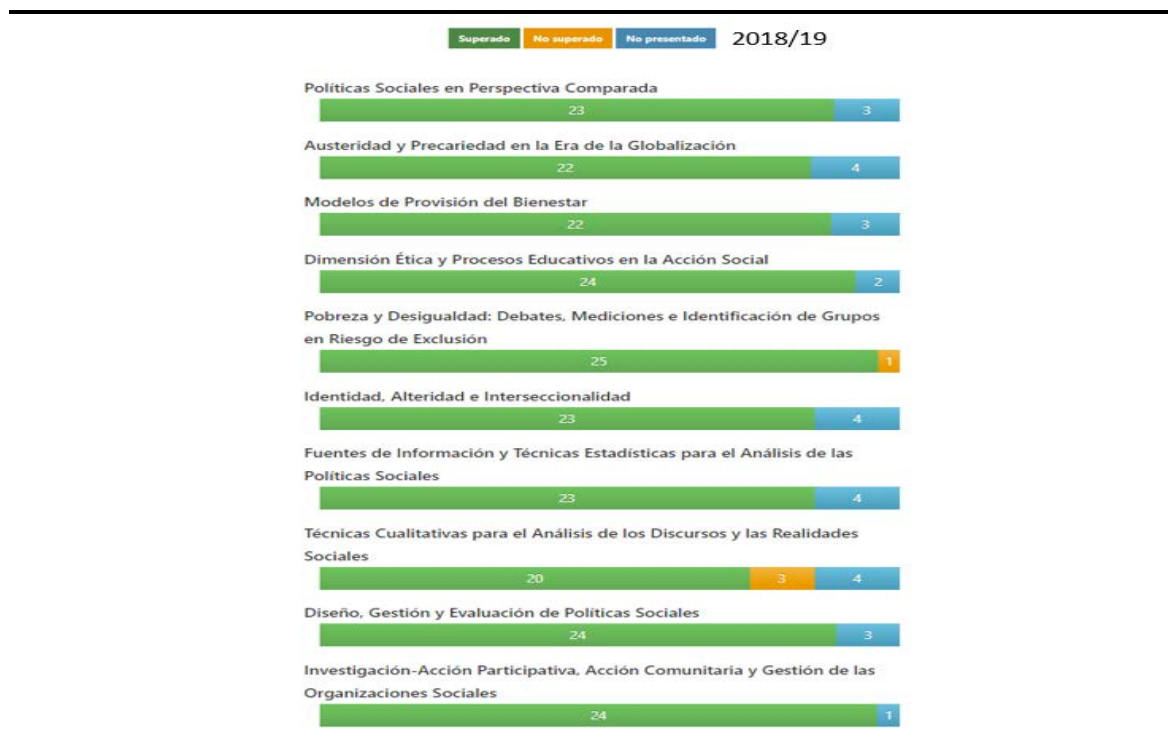 Superado No superado No presentado 2018/19
Políticas Sociales en Perspectiva Comparada
23 3
Austeridad y Precariedad en la Era de la Globalización
22 4
Modelos de Provisión del Bienestar
22 3
Dimensión Ética y Procesos Educativos en la Acción Social
24 2
Pobreza y Desigualdad: Debates, Mediciones e Identificación de Grupos
en Riesgo de Exclusión
25 1
Identidad, Alteridad e Interseccionalidad
23 4
Fuentes de Información y Técnicas Estadísticas para el Análisis de las
Políticas Sociales
23 4
Técnicas Cualitativas para el Análisis de los Discursos y las Realidades
Sociales
20 3 4
Diseño, Gestión y Evaluación de Políticas Sociales
24 3
Investigación-Acción Participativa, Acción Comunitaria y Gestión de las
Organizaciones Sociales
24 1